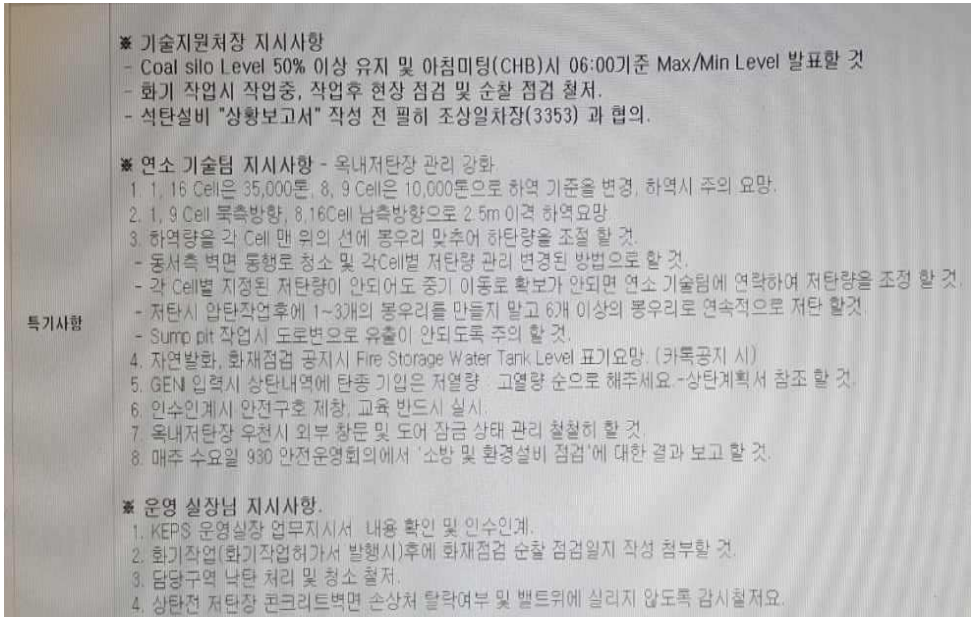 ※ 기술지원처장 지시사항
- Coal silo Level 50% 이상 유지 및 아침미팅(CHB)시 06:00기준 Max/Min Level 발표할 것
- 화기 작업시 작업중, 작업후 현장 점검 및 순찰 점검 철저.
- 석탄설비 "상황보고서" 작성 전 필히 조상일차장(3353) 과 협의.
※ 연소 기술팀 지시사항 - 옥내저탄장 관리 강화
1. 1, 16 Cell은 35,000톤, 8, 9 Cell은 10,000톤으로 하역 기준을 변경, 하역시 주의 요망.
2. 1, 9 Cell 북측방향, 8,16Cell 남측방향으로 2.5m 이격 하역요망
3. 하역량을 각 Cell 맨 위의 선에 봉우리 맞추어 하탄량을 조절 할 것.
- 동서측 벽면 통행로 청소 및 각Cell별 저탄량 관리 변경된 방법으로 할 것.
- 각 Cell별 지정된 저탄량이 안되어도 중기 이동로 확보가 안되면 연소 기술팀에 연락하여 저탄량을 조정 할 것.
특기사항
- 저탄시 압탄작업후에 1~3개의 봉우리를 만들지 말고 6개 이상의 봉우리로 연속적으로 저탄 할것.
- Sump pit 작업시 도로변으로 유출이 안되도록 주의 할 것.
4. 자연발화, 화재점검 공지시 Fire Storage Water Tank Level 표기요망. (카톡공지 시)
5. GENI 입력시 상탄내역에 탄종 기입은 저열량 고열량 순으로 해주세요.-상탄계획서 참조 할 것.
6. 인수인계시 안전구호 제창, 교육 반드시 실시.
7. 옥내저탄장 우천시 외부 창문 및 도어 잠금 상태 관리 철철히 할 것
8. 매주 수요일 930 안전운영회의에서 '소방 및 환경설비 점검'에 대한 결과 보고 할 것.
※ 운영 실장님 지시사항.
1. KEPS 운영실장 업무지시서 내용 확인 및 인수인계.
2. 화기작업(화기작업허가서 발행시)후에 화재점검 순찰 점검일지 작성 첨부할 것.
3. 담당구역 낙탄 처리 및 청소 철저.
4. 상탄전 저탄장 콘크리트벽면 손상처 탈락여부 및 밸트위에 실리지 않도록 감시철저요.